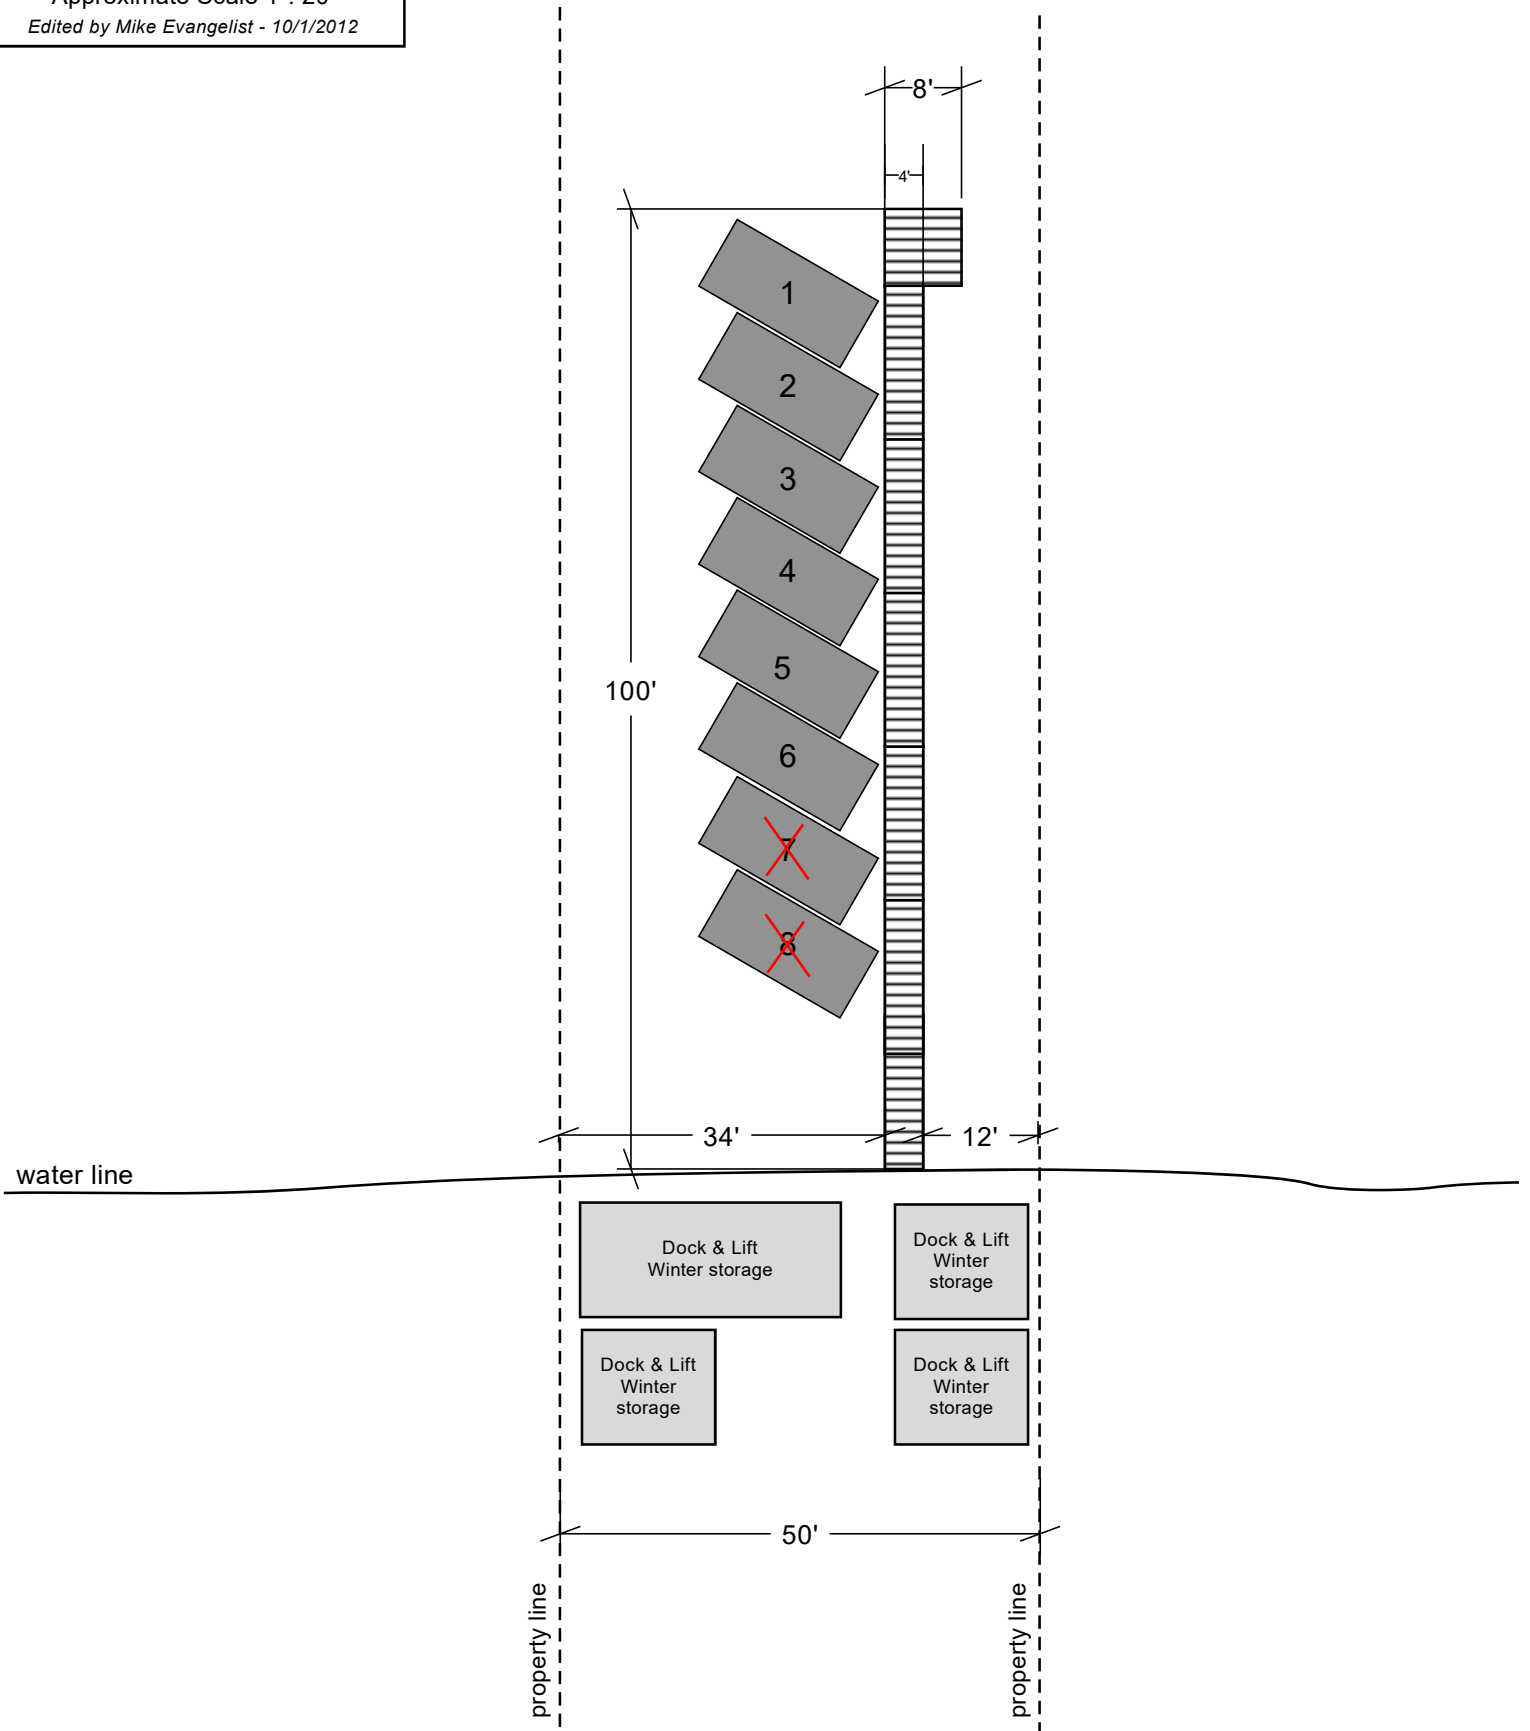 Edited by Mike Evangelist - 10/1/2012
8'
4'
1
2
3
4
5
6
7
8
100'
34'
12'
water line
Dock & Lift
Winter storage
Dock & Lift
Winter
storage
Dock & Lift
Winter
storage
Dock & Lift
Winter
storage
50'
property line
property line